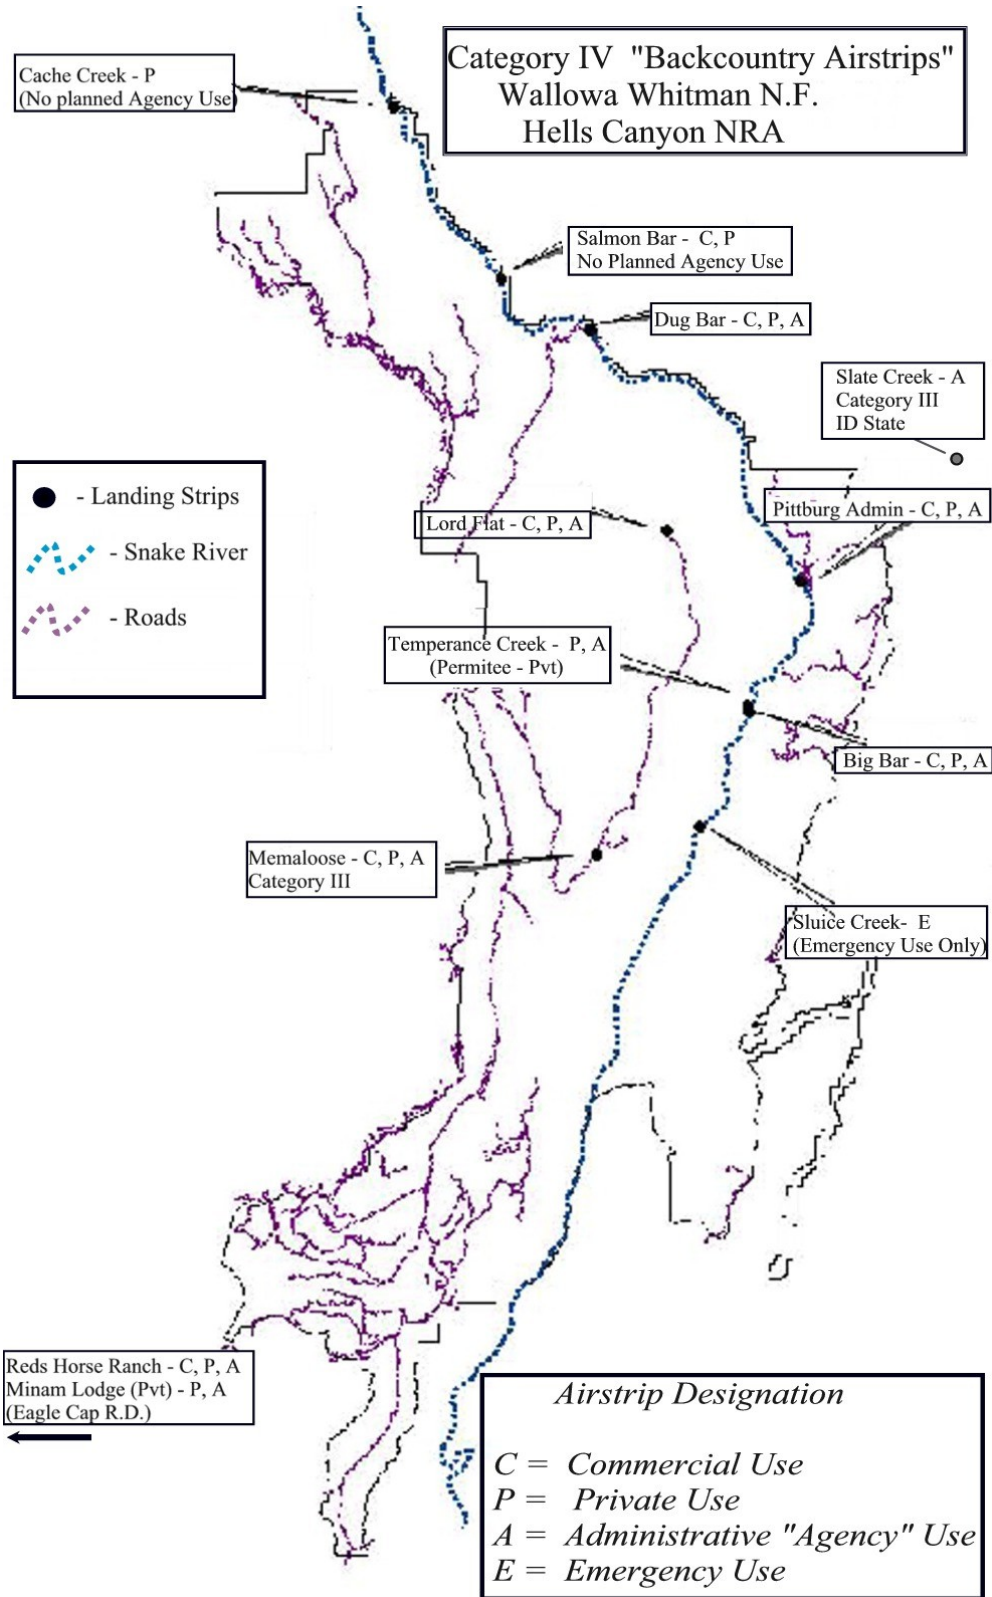 Category IV "Backcountry Airstrips"
Wallowa Whitman N.F.
Hells Canyon NRA
Cache Creek - P
(No planned Agency Use)
Salmon Bar - C, P
No Planned Agency Use
Dug Bar - C, P, A
Slate Creek - A
Category III
ID State
- Landing Strips
- Snake River
- Roads
Pittburg Admin - C, P, A
Lord Flat - C, P, A
Temperance Creek - P, A
(Permitee - Pvt)
Big Bar - C, P, A
Memaloose - C, P, A
Category III
Sluice Creek- E
(Emergency Use Only)
Reds Horse Ranch - C, P, A
Minam Lodge (Pvt) - P, A
(Eagle Cap R.D.)
Airstrip Designation
C = Commercial Use
P = Private Use
A = Administrative "Agency" Use
E = Emergency Use